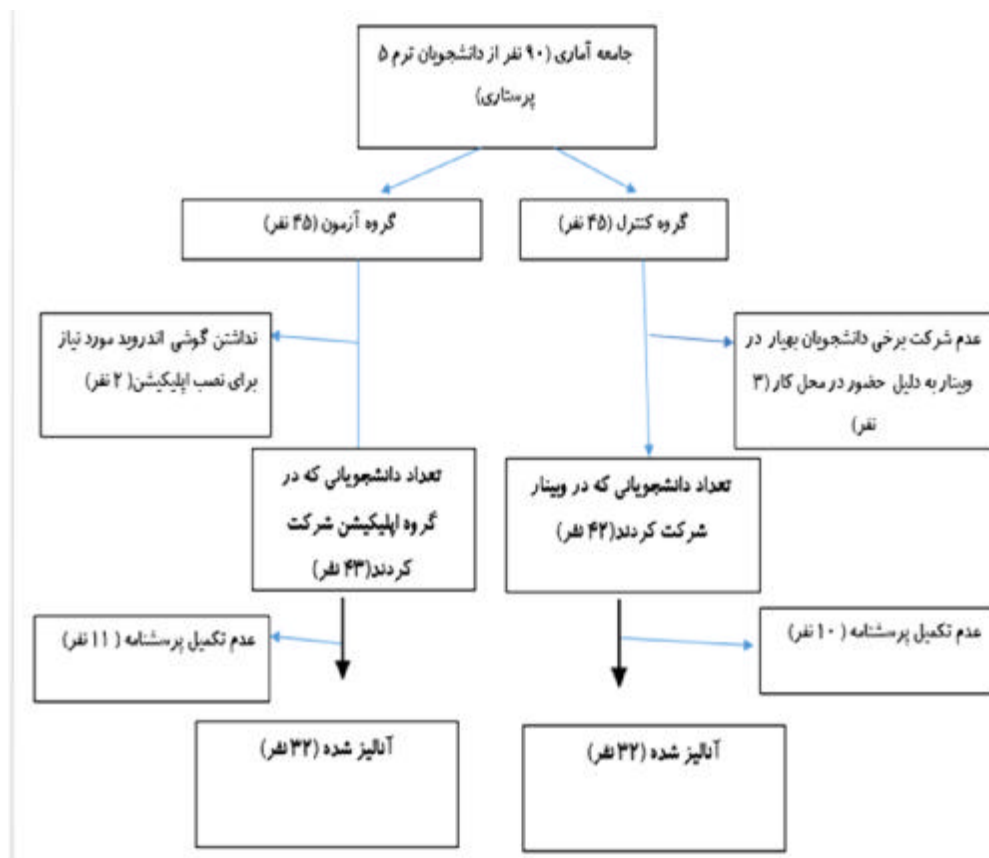 جامعه آماری (۹۰ نفر از دانشجویان ترم ۵
پرستاری)
گروه کنترل (۴۵ نفر)
گروه آزمون (۴۵ نفر)
عدم شرکت برخی دانشجویان بهیار در
وبینار به دلیل حضور در محل کار (۳
نفر)
نداشتن گوشی اندروید مورد نیاز
برای نصب اپلیکیشن( ۲ نفر)
تعداد دانشجویانی که در وبینار
شرکت کردند(۴۲ نفر)
تعداد دانشجویانی که در
گروه اپلیکیشن شرکت
کردند(۴۳ نفر)
عدم تکمیل پرسشنامه ( ۱۰ نفر)
عدم تکمیل پرسشنامه ( ۱۱ نفر)
آنالیز شده (۳۲ نفر)
آنالیز شده (۳۲ نفر)